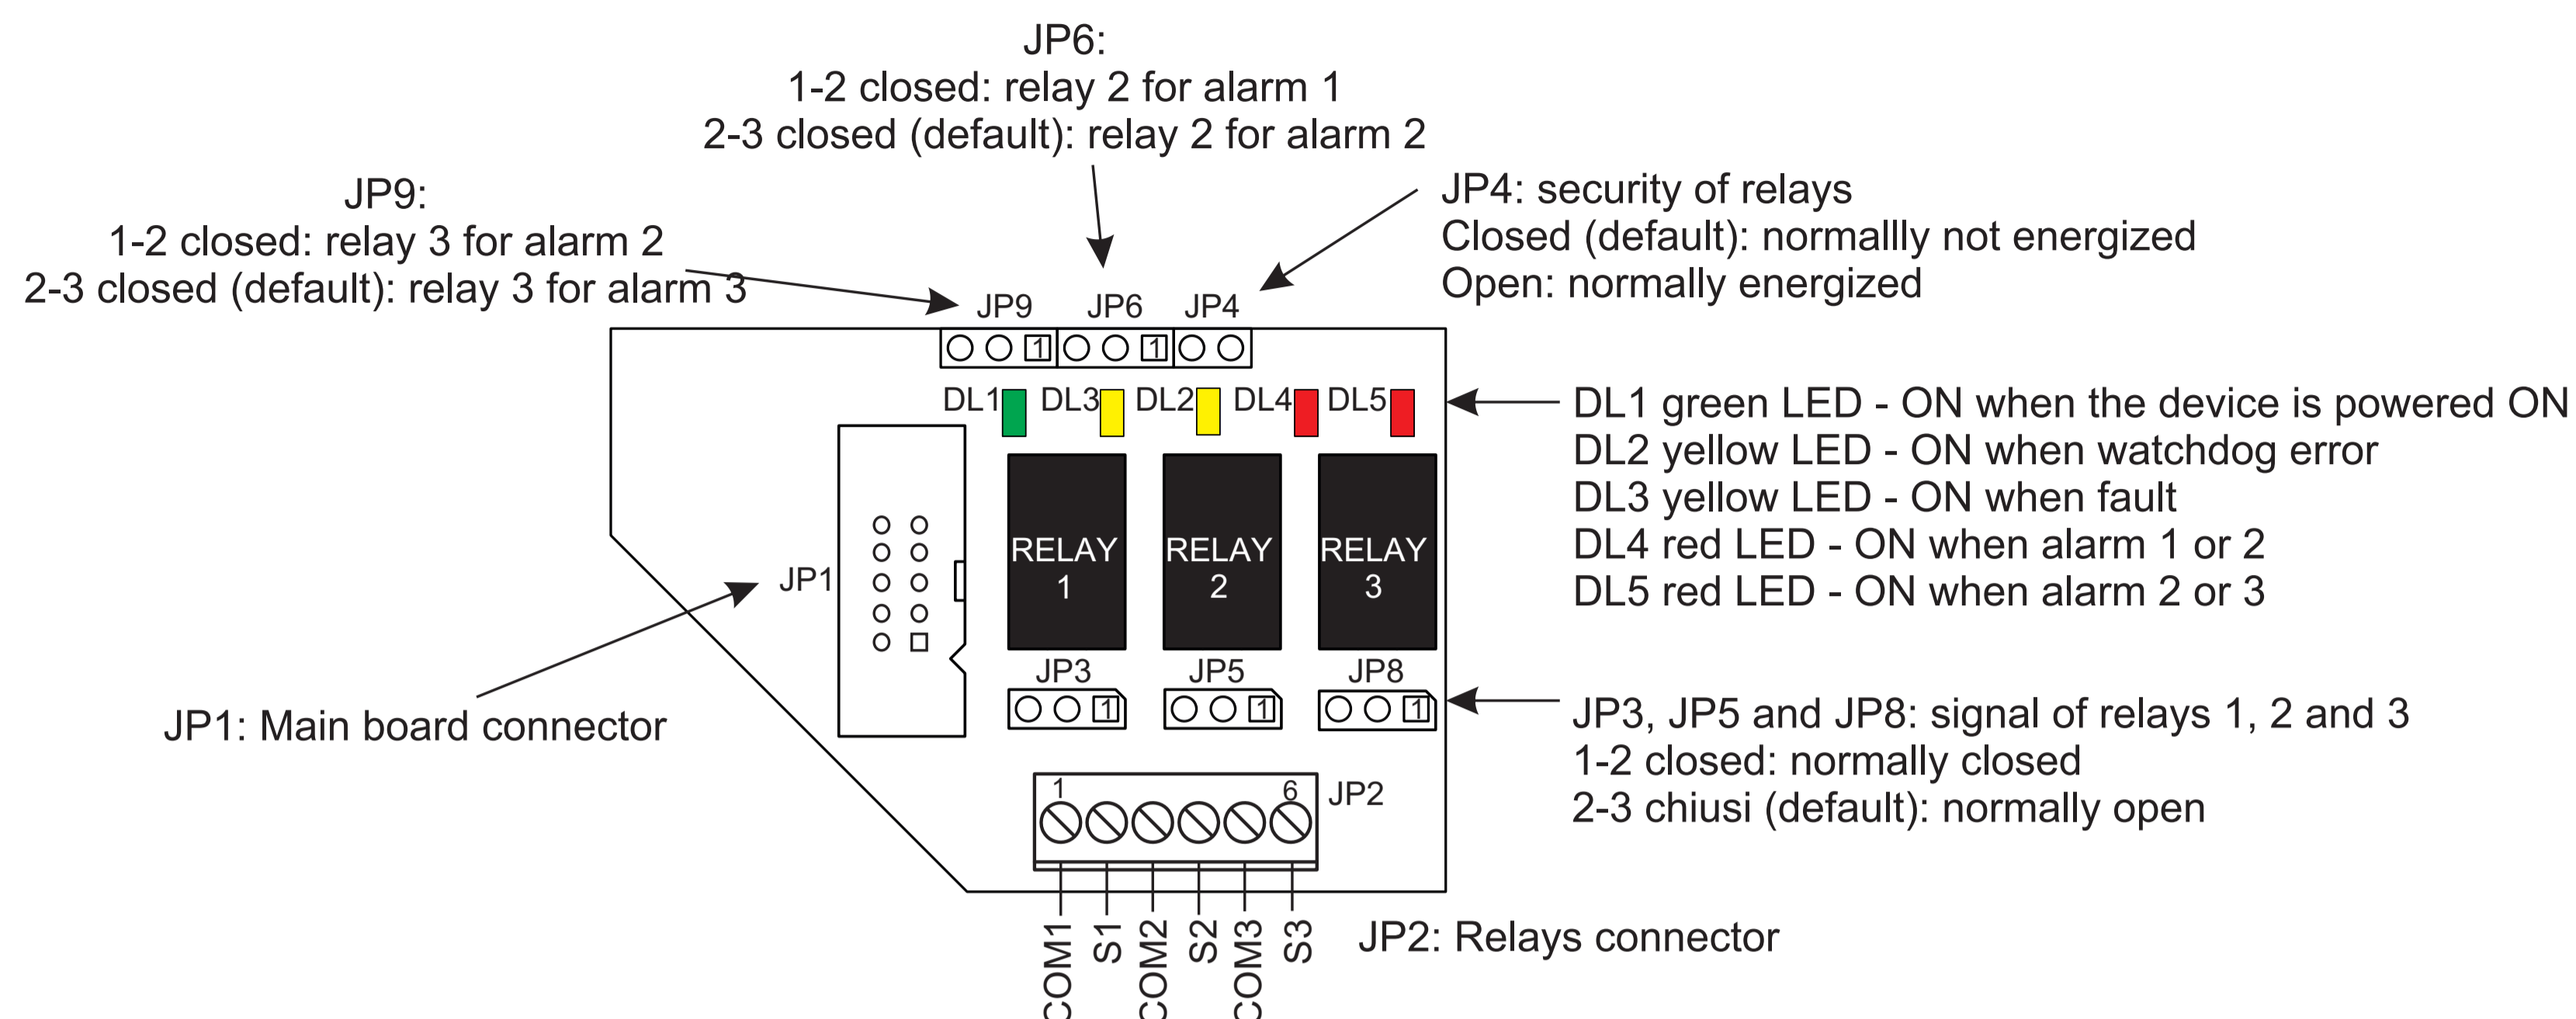 JP6:
1-2 closed: relay 2 for alarm 1
2-3 closed (default): relay 2 for alarm 2
JP9:
1-2 closed: relay 3 for alarm 2
2-3 closed (default): relay 3 for alarm 3
JP4: security of relays
Closed (default): normallly not energized
Open: normally energized
JP9 JP6 JP4
1 1
DL1 DL3 DL2 DL4 DL5
DL1 green LED - ON when the device is powered ON
DL2 yellow LED - ON when watchdog error
DL3 yellow LED - ON when fault
DL4 red LED - ON when alarm 1 or 2
DL5 red LED - ON when alarm 2 or 3
JP1
RELAY 1
RELAY 2
RELAY 3
JP1: Main board connector
JP3 JP5 JP8
1 1 1
JP3, JP5 and JP8: signal of relays 1, 2 and 3
1-2 closed: normally closed
2-3 chiusi (default): normally open
1 6 JP2
COM1 S1 COM2 S2 COM3 S3
JP2: Relays connector